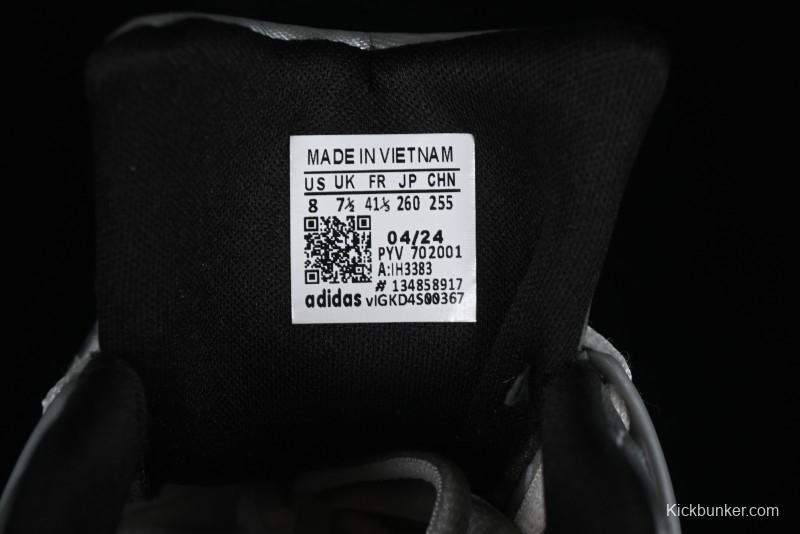 MADE IN VIETNAM
US UK FR JP CHN
8 7½ 41⅓ 260 255
04/24
PYV 702001
A:IH3383
# 134858917
adidas vIGKD4S00367
Kickbunker.com